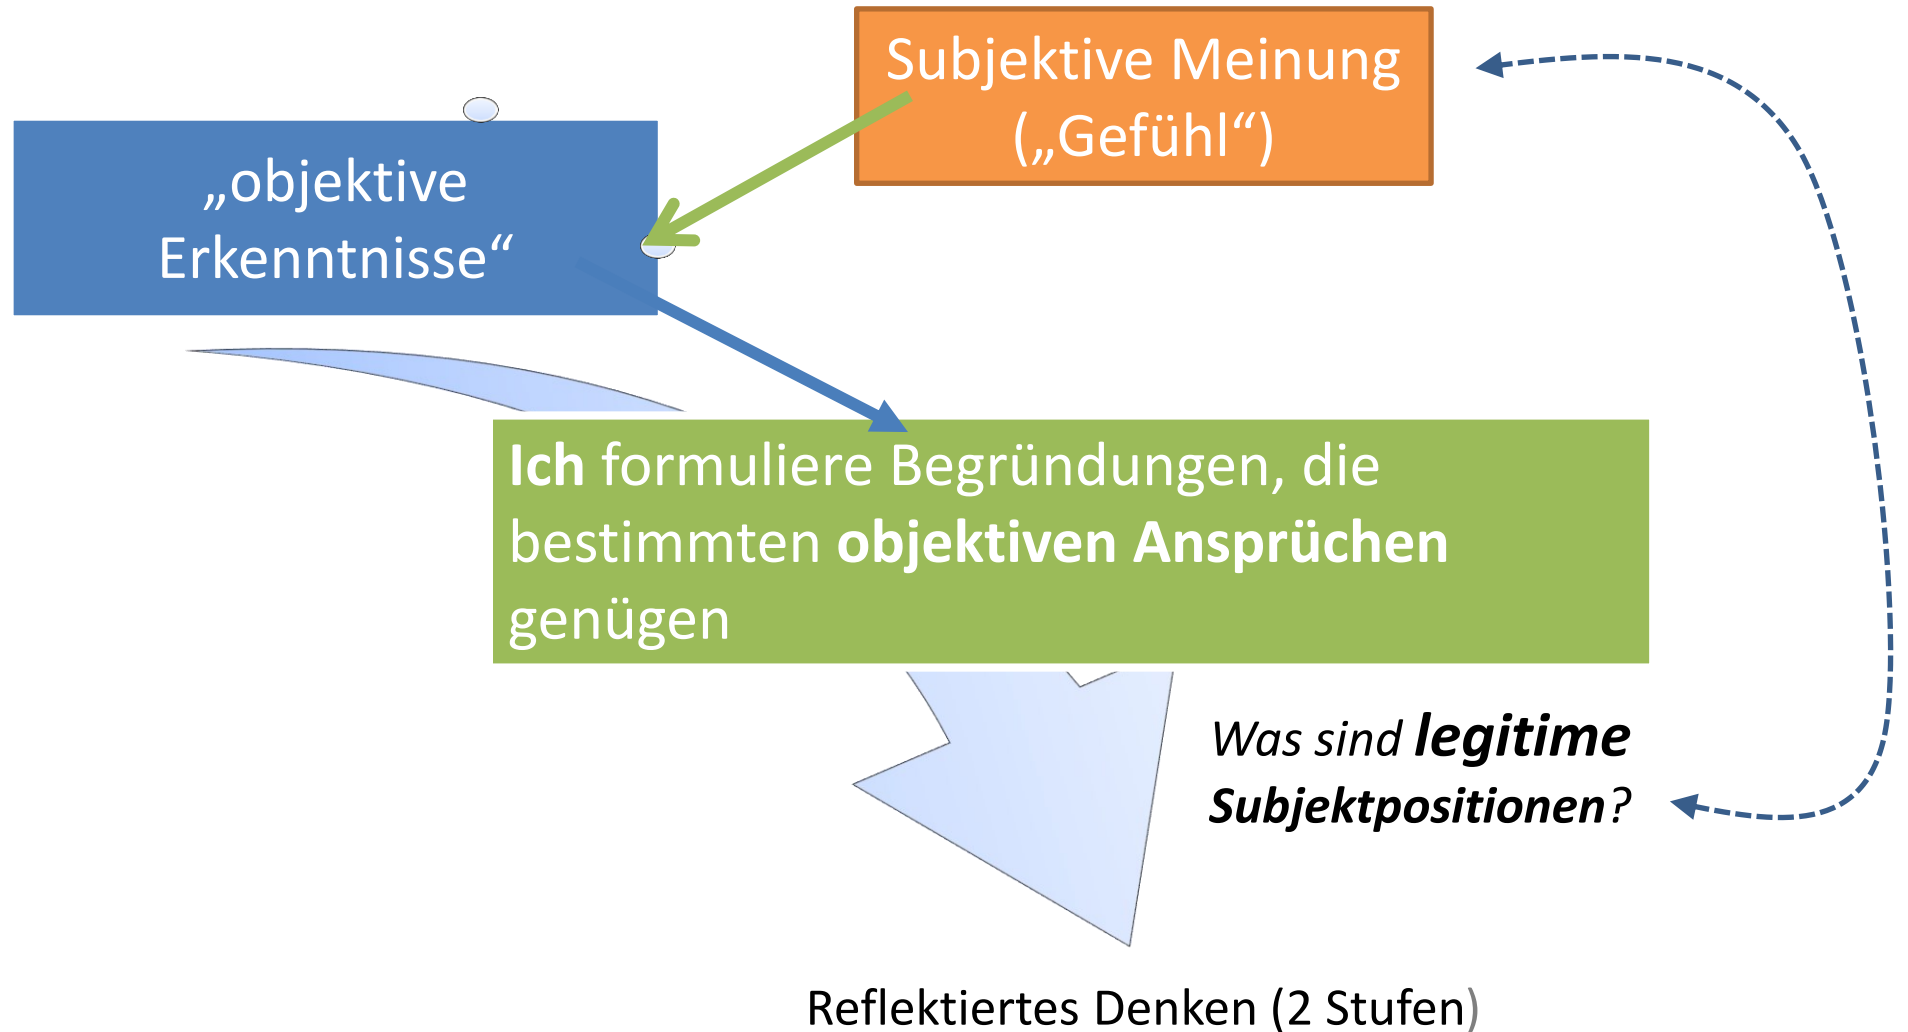 Subjektive Meinung
(„Gefühl“)
„objektive
Erkenntnisse“
Ich formuliere Begründungen, die
bestimmten objektiven Ansprüchen
genügen
Was sind legitime
Subjektpositionen?
Reflektiertes Denken (2 Stufen)